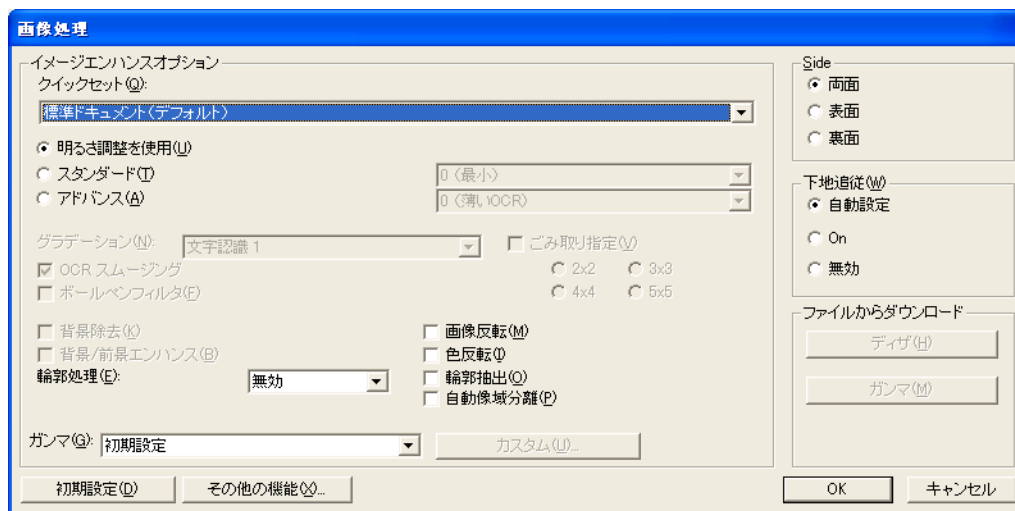 画像処理
イメージエンハンスオプション
クイックセット(Q):
標準ドキュメント(デフォルト)
明るさ調整を使用(U)
スタンダード(T)
0 (最小)
アドバンス(A)
0 (薄いOCR)
グラデーション(N):
文字認識 1
ごみ取り指定(V)
OCR スムージング
2x2
3x3
ボールペンフィルタ(F)
4x4
5x5
背景除去(K)
画像反転(M)
背景/前景エンハンス(B)
色反転(I)
輪郭処理(E):
無効
輪郭抽出(O)
自動像域分離(P)
ガンマ(G):
初期設定
カスタム(U)...
Side
両面
表面
裏面
下地追従(W)
自動設定
On
無効
ファイルからダウンロード
ディザ(H)
ガンマ(M)
初期設定(D)
その他の機能(X)...
OK
キャンセル